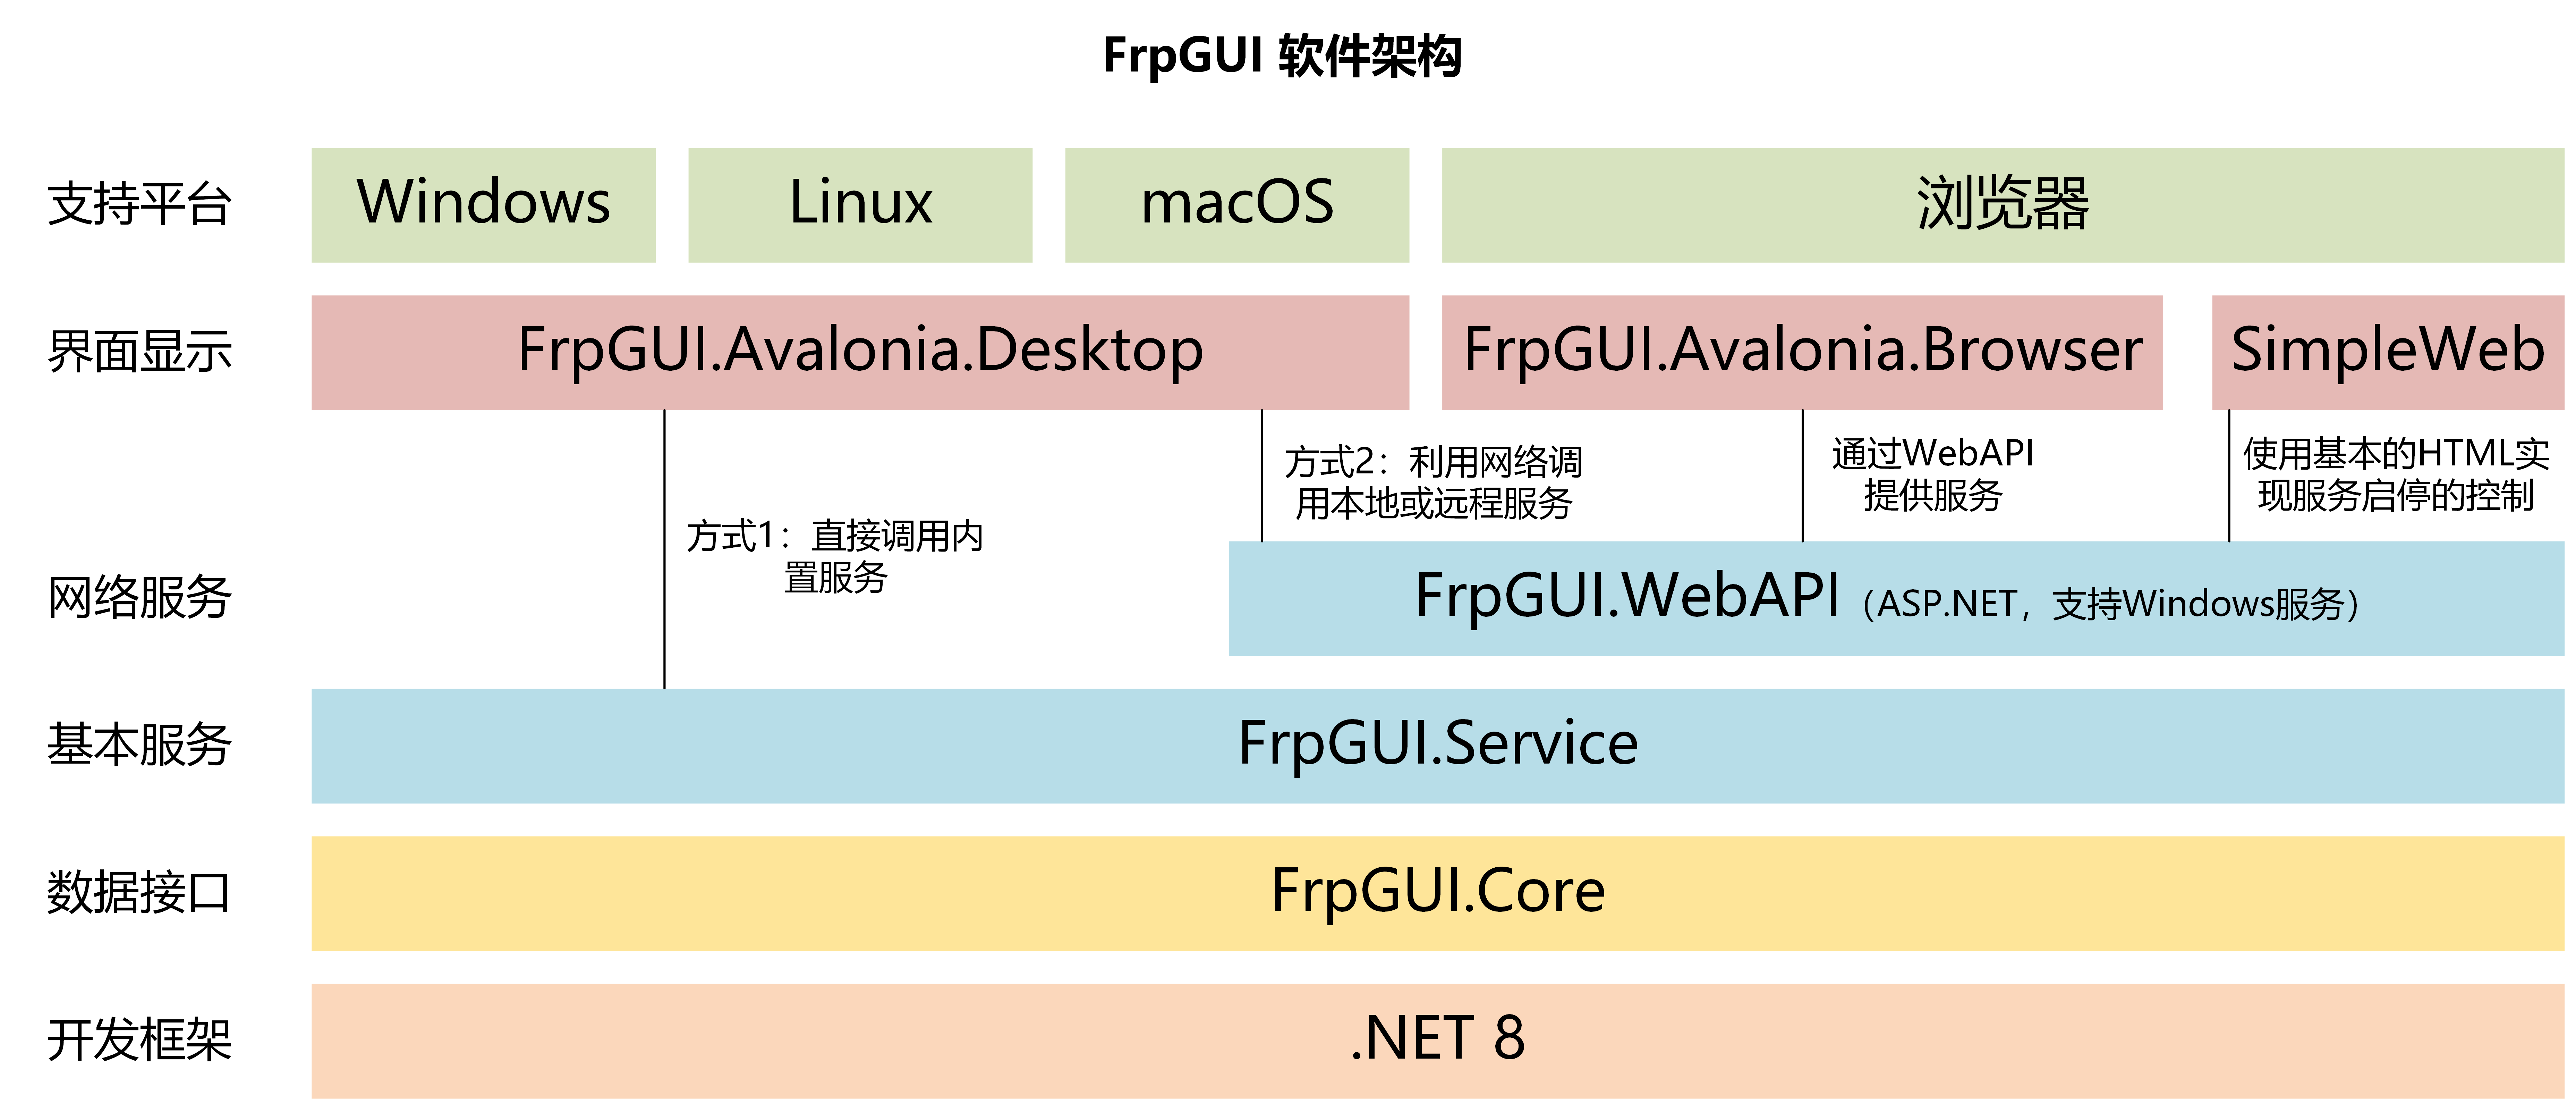 FrpGUI 软件架构
支持平台
Windows
Linux
macOS
浏览器
界面显示
FrpGUI.Avalonia.Desktop
FrpGUI.Avalonia.Browser
SimpleWeb
方式1：直接调用内
置服务
方式2：利用网络调
用本地或远程服务
通过WebAPI
提供服务
使用基本的HTML实
现服务启停的控制
网络服务
FrpGUI.WebAPI（ASP.NET，支持Windows服务）
基本服务
FrpGUI.Service
数据接口
FrpGUI.Core
开发框架
.NET 8